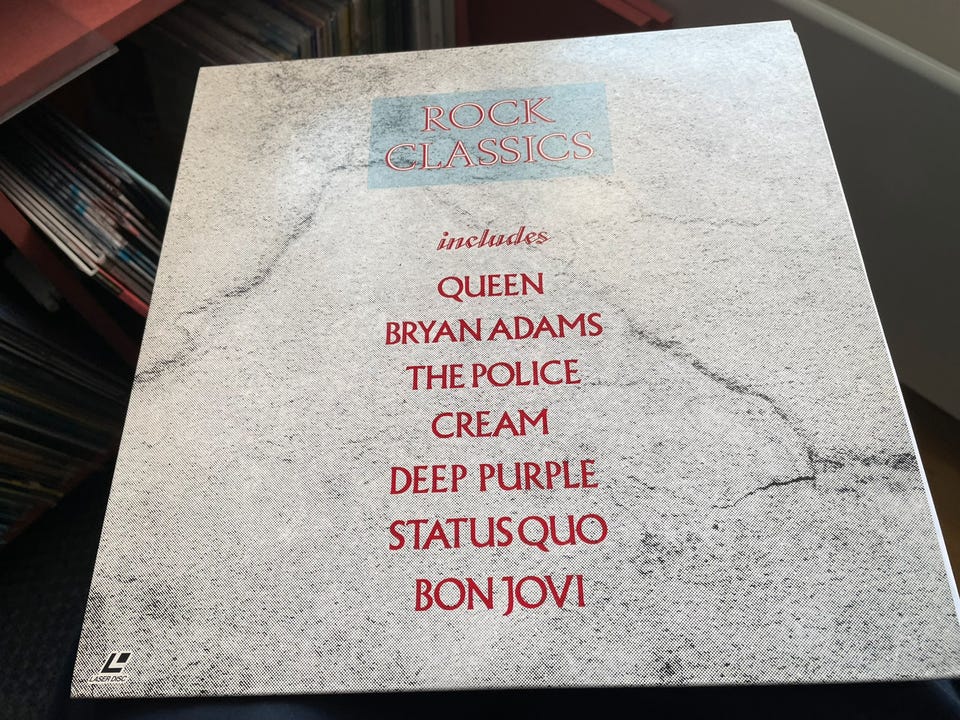 ROCK
CLASSICS
includes
QUEEN
BRYAN ADAMS
THE POLICE
CREAM
DEEP PURPLE
STATUS QUO
BON JOVI
LASER DISC